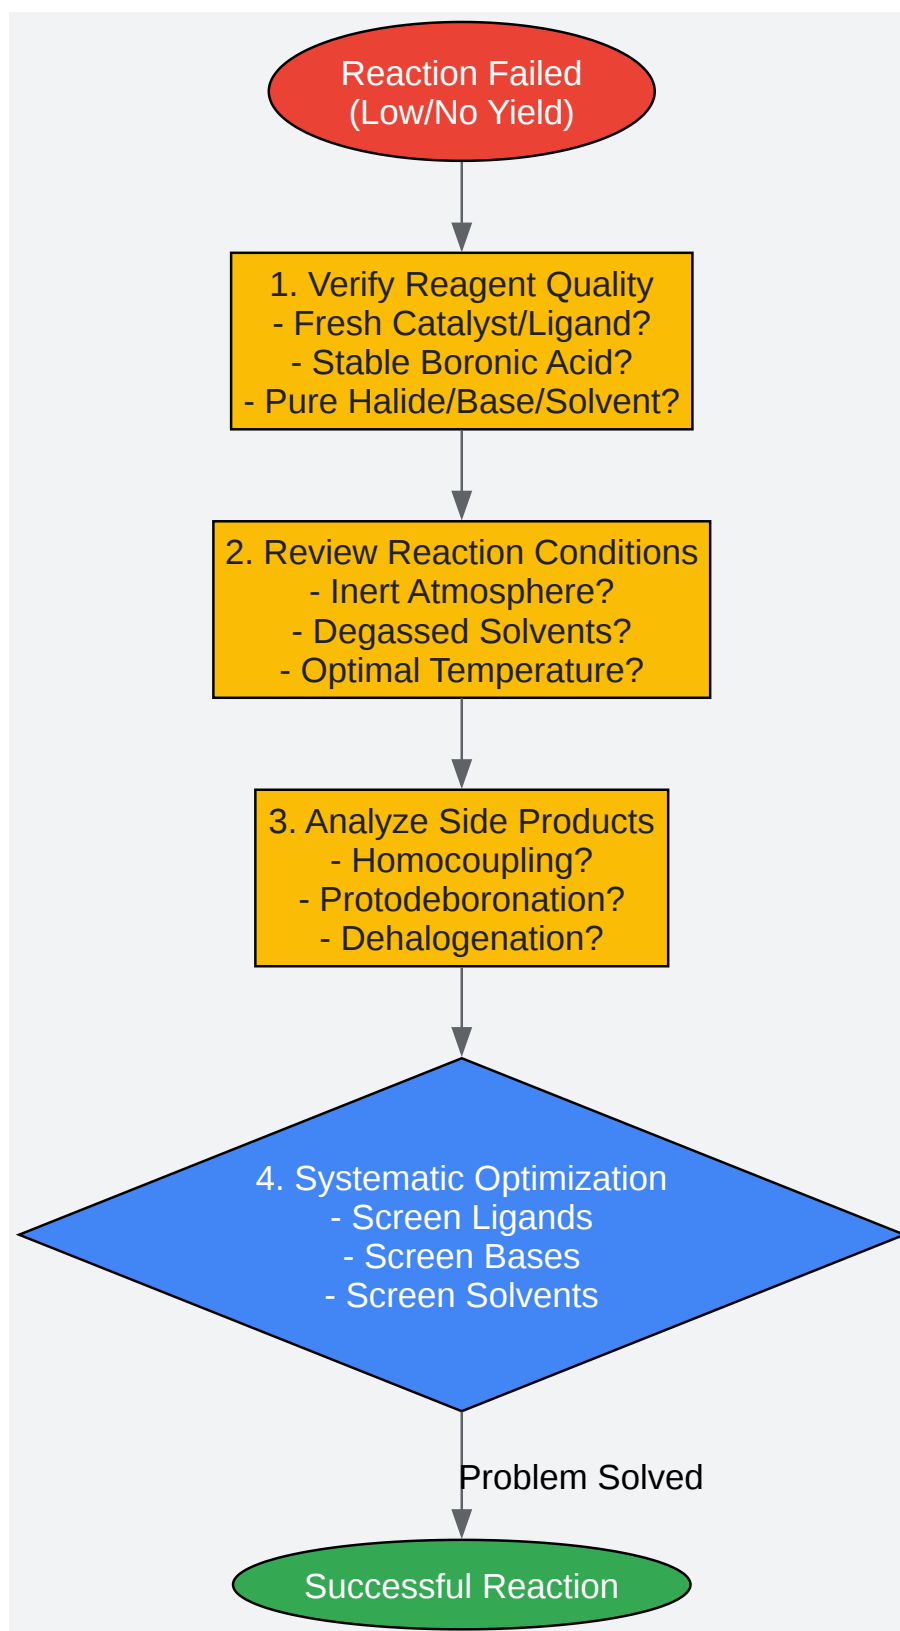 Reaction Failed
(Low/No Yield)
1. Verify Reagent Quality
- Fresh Catalyst/Ligand?
- Stable Boronic Acid?
- Pure Halide/Base/Solvent?
2. Review Reaction Conditions
- Inert Atmosphere?
- Degassed Solvents?
- Optimal Temperature?
3. Analyze Side Products
- Homocoupling?
- Protodeboronation?
- Dehalogenation?
4. Systematic Optimization
- Screen Ligands
- Screen Bases
- Screen Solvents
Problem Solved
Successful Reaction